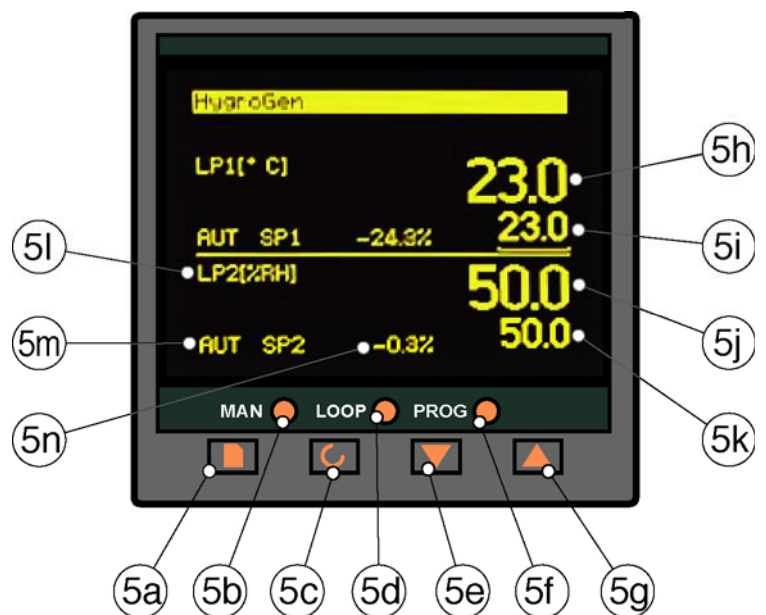 HygroGen
5h
LP1[° C] 23.0
AUT SP1 -24.3% 23.0 5i
5l LP2[%RH] 50.0
5m AUT SP2 -0.3% 50.0 5j
5n MAN LOOP PROG 5k
5a 5b 5c 5d 5e 5f 5g